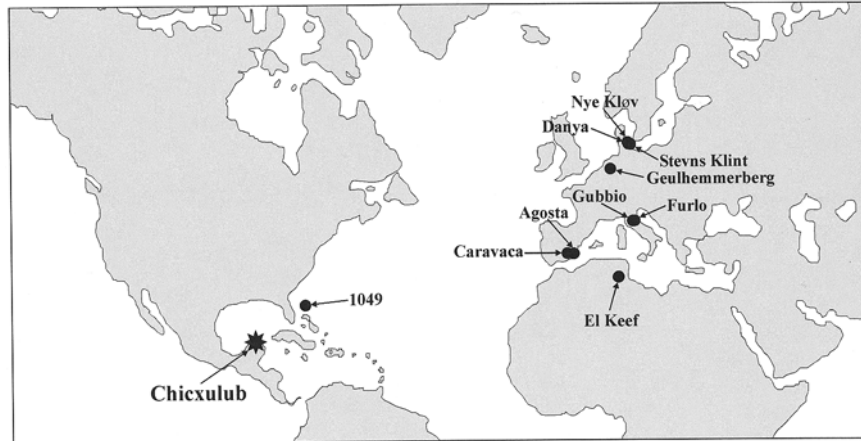 Nye Kløv
Danya
Stevns Klint
Geulhemmerberg
Gubbio
Furlo
Agosta
Caravaca
1049
El Keef
Chicxulub